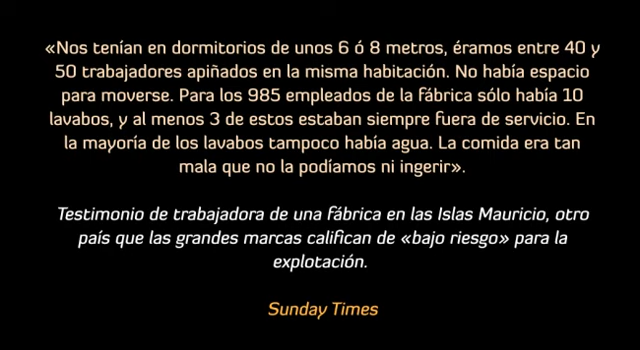 «Nos tenían en dormitorios de unos 6 ó 8 metros, éramos entre 40 y
50 trabajadores apiñados en la misma habitación. No había espacio
para moverse. Para los 985 empleados de la fábrica sólo había 10
lavabos, y al menos 3 de estos estaban siempre fuera de servicio. En
la mayoría de los lavabos tampoco había agua. La comida era tan
mala que no la podíamos ni ingerir».
Testimonio de trabajadora de una fábrica en las Islas Mauricio, otro
país que las grandes marcas califican de «bajo riesgo» para la
explotación.
Sunday Times